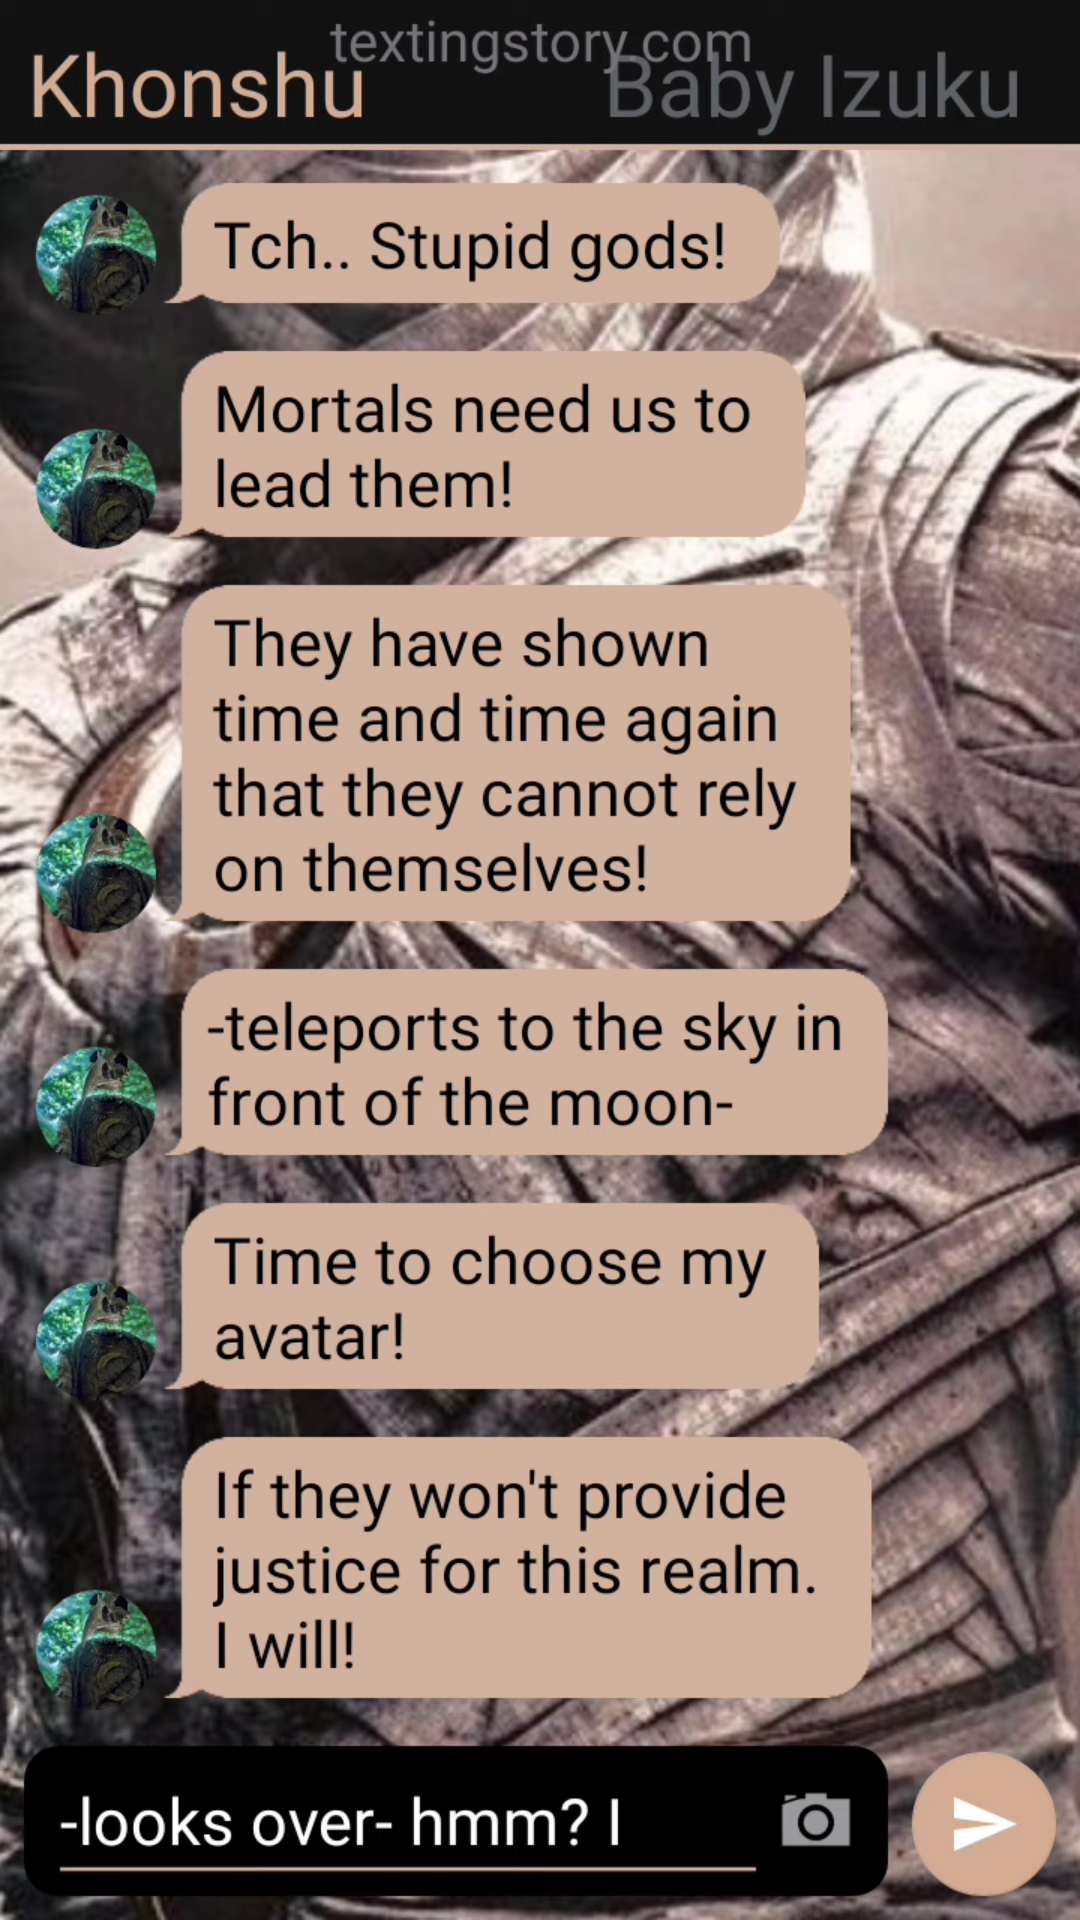 textingstory.com
Khonshu Baby Izuku
Tch.. Stupid gods!
Mortals need us to
lead them!
They have shown
time and time again
that they cannot rely
on themselves!
-teleports to the sky in
front of the moon-
Time to choose my
avatar!
If they won't provide
justice for this realm.
I will!
-looks over- hmm? I